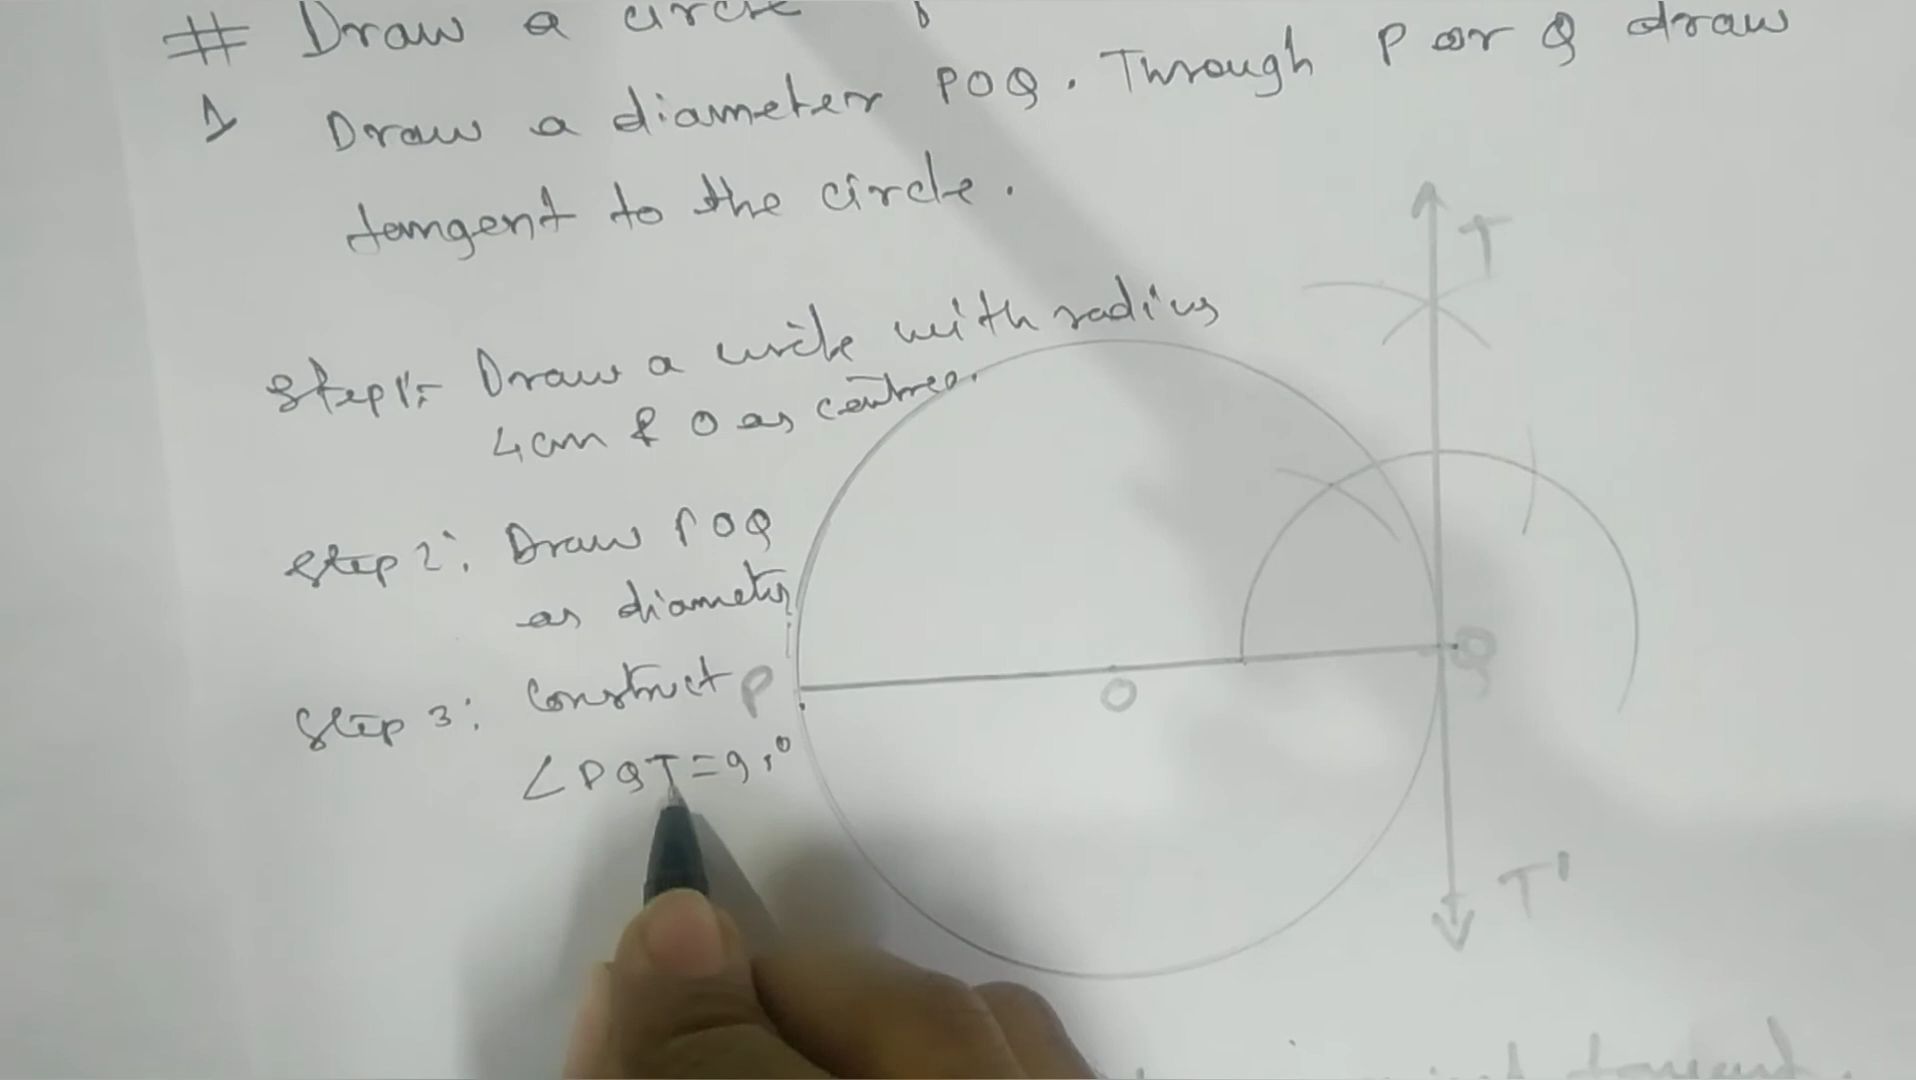 # Draw a circle
1 Draw a diameter POQ. Through P or Q draw
tangent to the circle.
Step 1:- Draw a circle with radius
4cm & O as centre.
Step 2: Draw POQ
as diameter
Step 3: Construct
∠PQT=90°
T
P
O
Q
T'
tangent